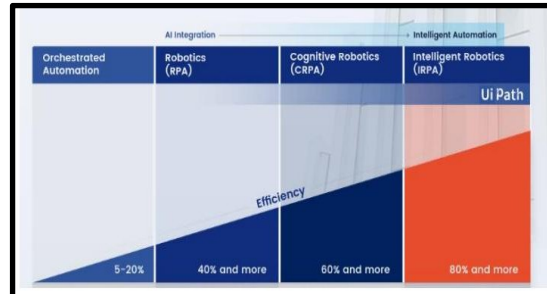 AI Integration
Intelligent Automation
Orchestrated
Automation
Robotics
(RPA)
Cognitive Robotics
(CRPA)
Intelligent Robotics
(IRPA)
Ui Path
Efficiency
5-20%
40% and more
60% and more
80% and more